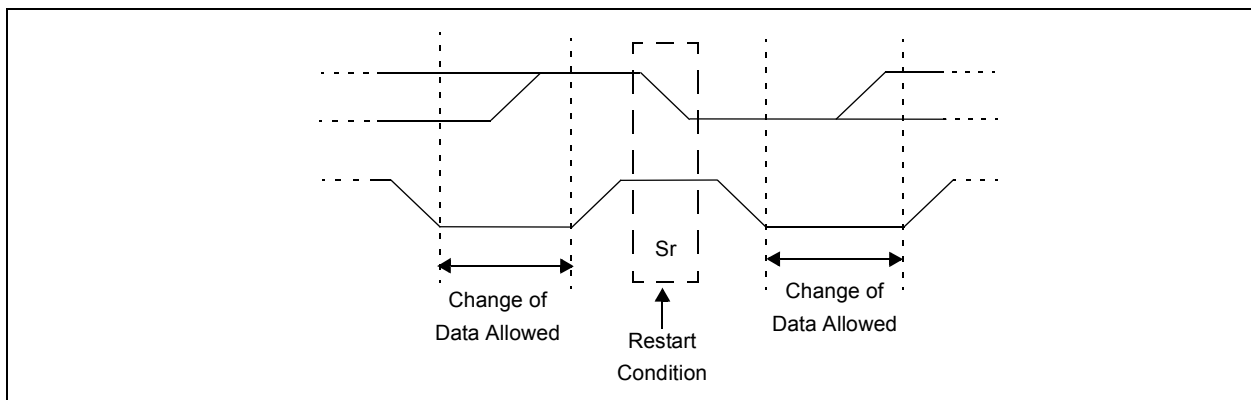 Sr
Change of
Data Allowed
Restart
Condition
Change of
Data Allowed